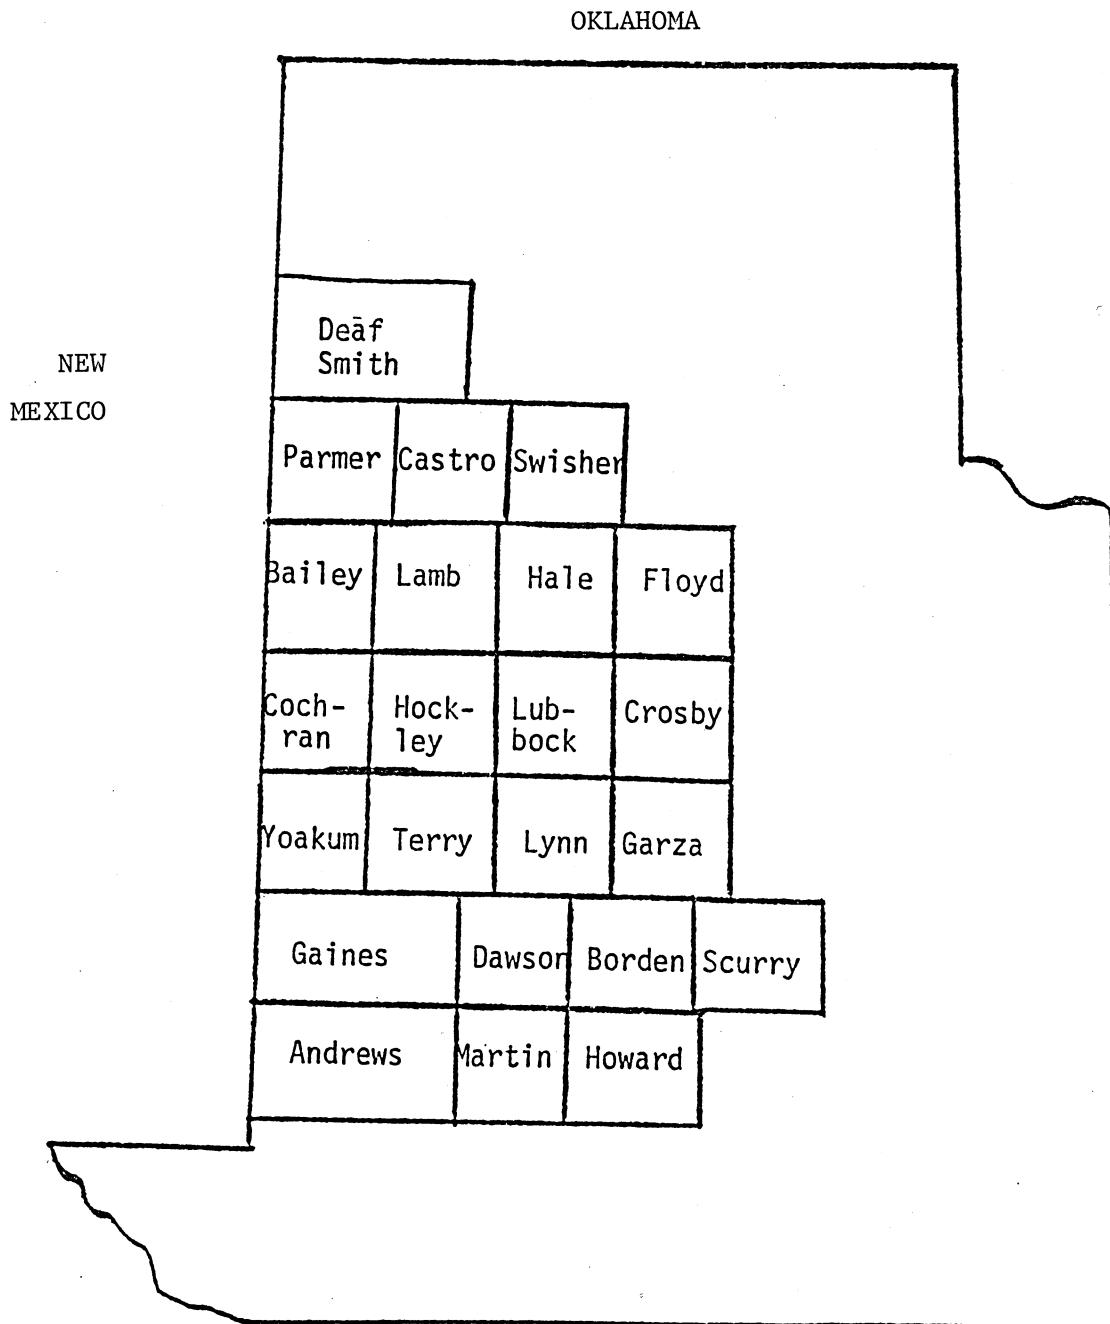 OKLAHOMA
NEW
MEXICO
Deaf
Smith
Parmer Castro Swisher
Bailey Lamb Hale Floyd
Coch-
ran
Hock-
ley
Lub-
bock
Crosby
Yoakum Terry Lynn Garza
Gaines Dawson Borden Scurry
Andrews Martin Howard